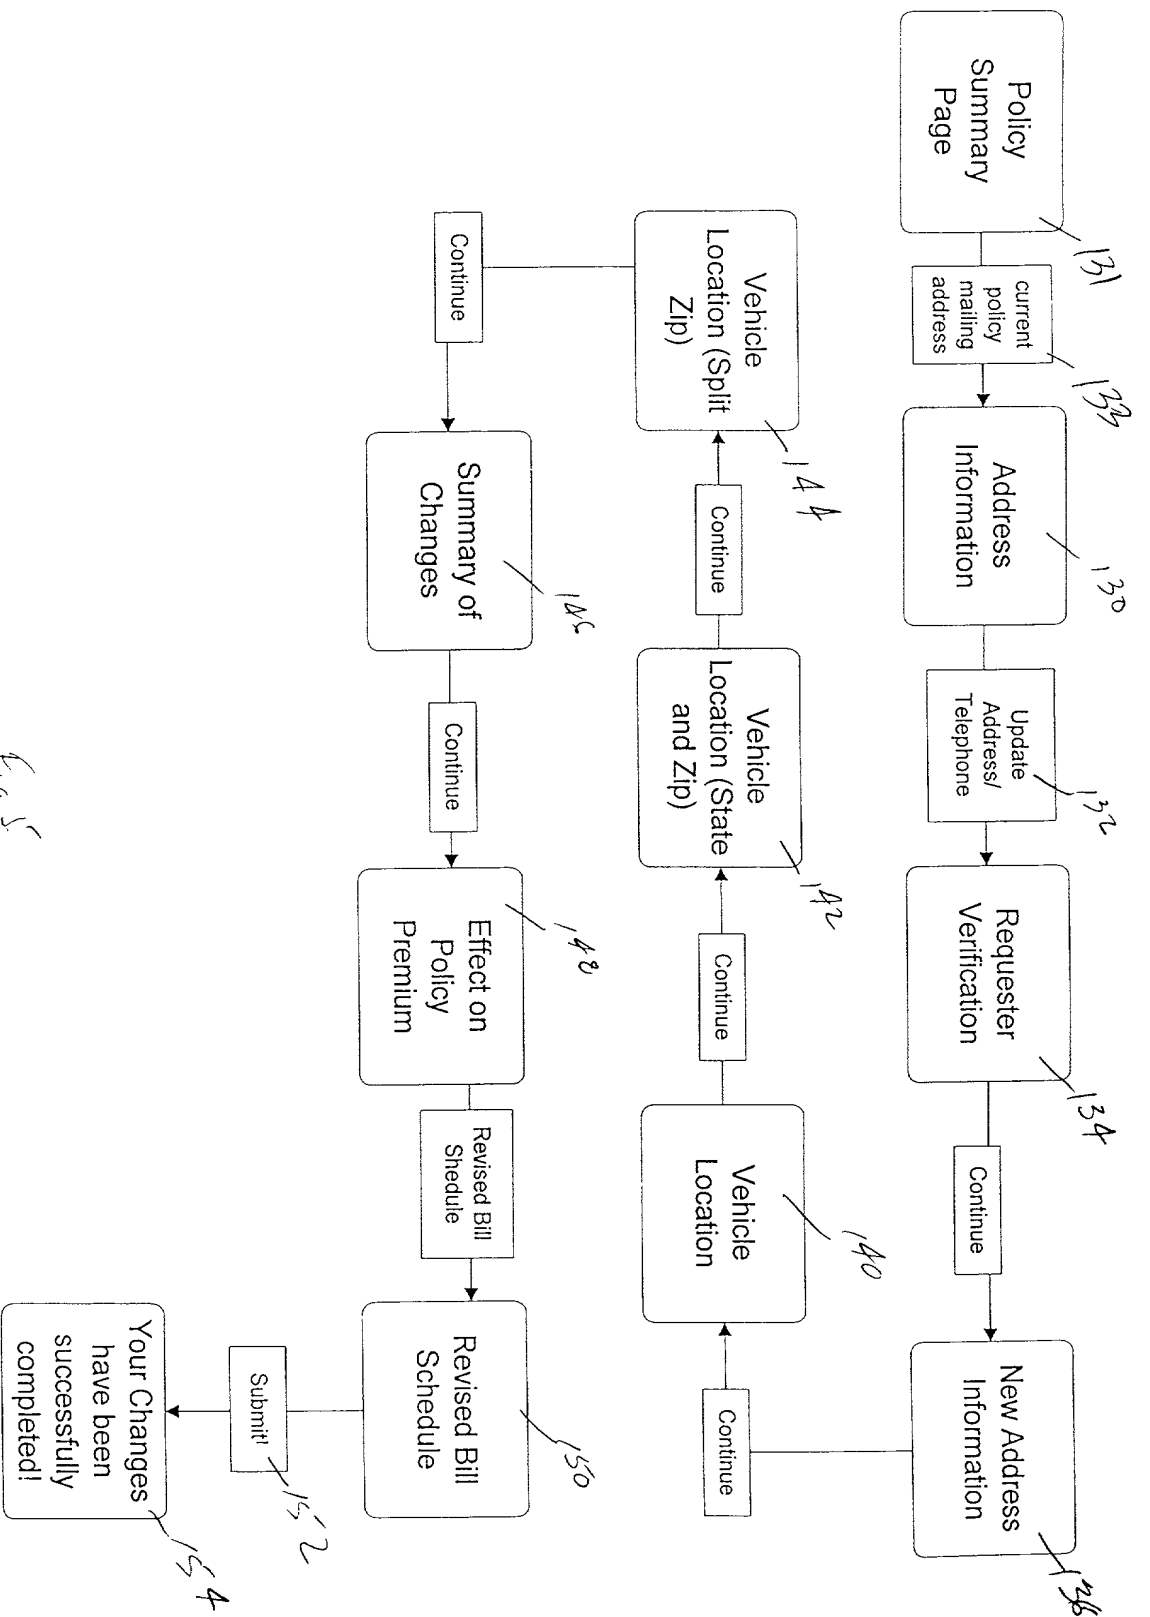 Policy
Summary
Page
131
current
policy
mailing
address
133
Address
Information
130
Update
Address/
Telephone
132
Requester
Verification
134
Continue
New Address
Information
136
Continue
Vehicle
Location
140
Continue
Vehicle
Location (State
and Zip)
142
Continue
Vehicle
Location (Split
Zip)
144
Continue
Summary of
Changes
146
Continue
Effect on
Policy
Premium
148
Revised Bill
Shedule
Revised Bill
Schedule
150
Submit!
152
Your Changes
have been
successfully
completed!
154
Fig. 5